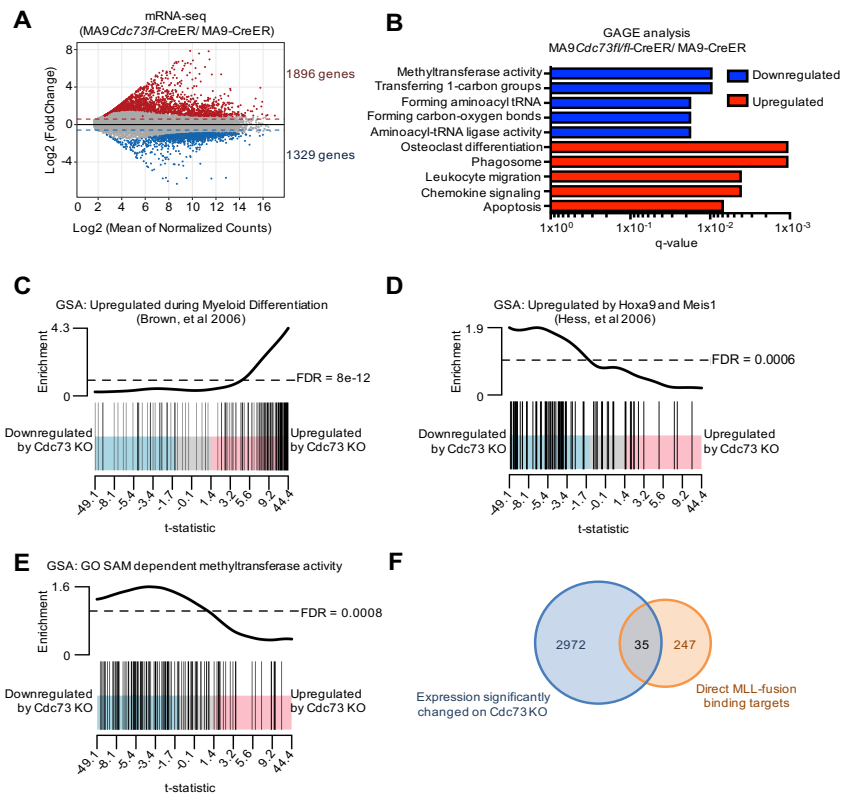 A
mRNA-seq
(MA9Cdc73fl-CreER/ MA9-CreER)
Log2 (Fold Change)
8
4
0
-4
1896 genes
1329 genes
0 2 4 6 8 10 12 14 16
Log2 (Mean of Normalized Counts)
B
GAGE analysis
MA9Cdc73fl/fl-CreER/ MA9-CreER
Methyltransferase activity
Transferring 1-carbon groups
Forming aminoacyl tRNA
Forming carbon-oxygen bonds
Aminoacyl-tRNA ligase activity
Osteoclast differentiation
Phagosome
Leukocyte migration
Chemokine signaling
Apoptosis
Downregulated
Upregulated
1x10⁰ 1x10⁻¹ 1x10⁻² 1x10⁻³
q-value
C
GSA: Upregulated during Myeloid Differentiation
(Brown, et al 2006)
Enrichment
4.3
0
FDR = 8e-12
Downregulated
by Cdc73 KO
Upregulated
by Cdc73 KO
-49.1 -8.1 -5.4 -3.4 -1.7 -0.1 1.4 3.2 5.6 9.2 44.4
t-statistic
D
GSA: Upregulated by Hoxa9 and Meis1
(Hess, et al 2006)
Enrichment
1.9
0
FDR = 0.0006
Downregulated
by Cdc73 KO
Upregulated
by Cdc73 KO
-49.1 -8.1 -5.4 -3.4 -1.7 -0.1 1.4 3.2 5.6 9.2 44.4
t-statistic
E
GSA: GO SAM dependent methyltransferase activity
Enrichment
1.6
0
FDR = 0.0008
Downregulated
by Cdc73 KO
Upregulated
by Cdc73 KO
-49.1 -8.1 -5.4 -3.4 -1.7 -0.1 1.4 3.2 5.6 9.2 44.4
t-statistic
F
2972
35
247
Expression significantly
changed on Cdc73 KO
Direct MLL-fusion
binding targets